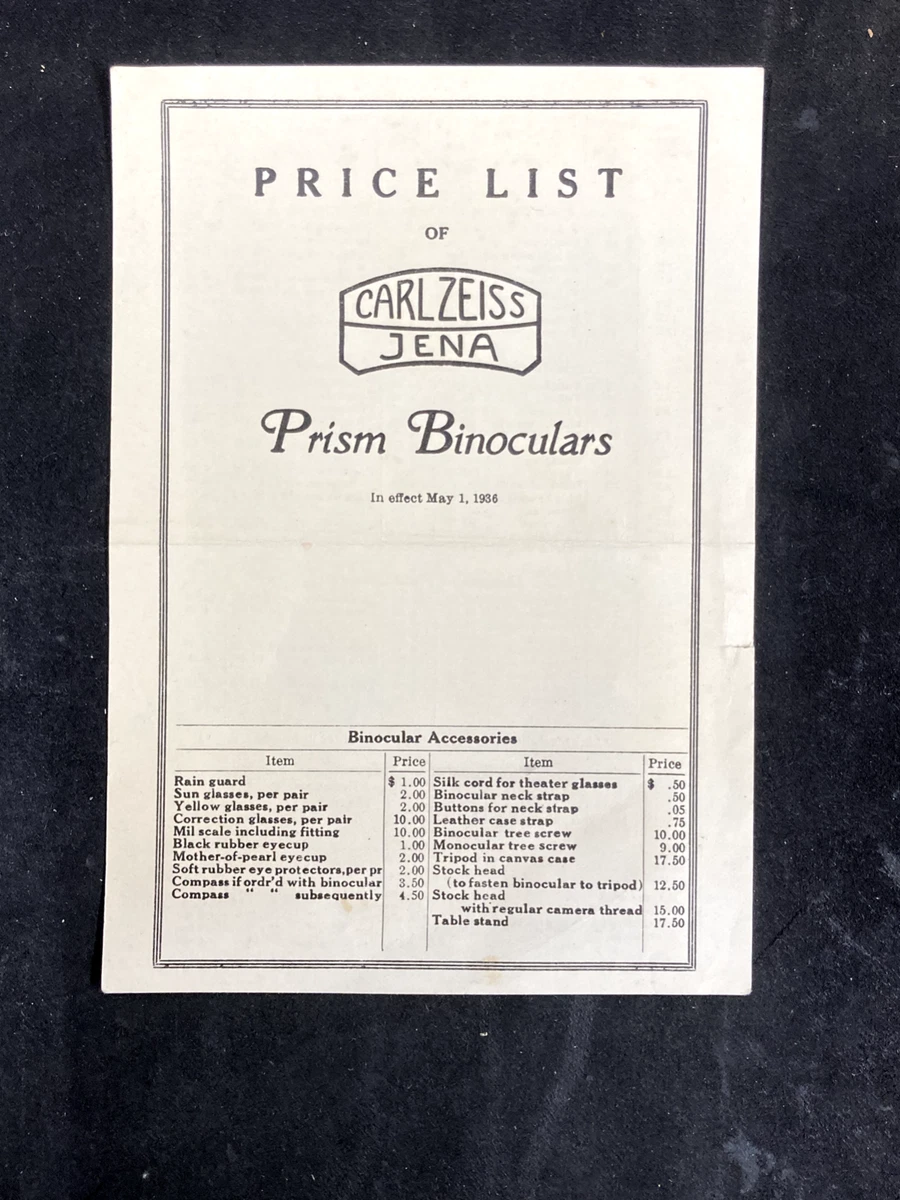 PRICE LIST
OF
CARL ZEISS
JENA
Prism Binoculars
In effect May 1, 1936
Binocular Accessories
Item Price
Rain guard $ 1.00
Sun glasses, per pair 2.00
Yellow glasses, per pair 2.00
Correction glasses, per pair 10.00
Mil scale including fitting 10.00
Black rubber eyecup 1.00
Mother-of-pearl eyecup 2.00
Soft rubber eye protectors, per pr 2.00
Compass if ordr'd with binocular 3.50
Compass " " subsequently 4.50
Item Price
Silk cord for theater glasses $ .50
Binocular neck strap .50
Buttons for neck strap .05
Leather case strap .75
Binocular tree screw 10.00
Monocular tree screw 9.00
Tripod in canvas case 17.50
Stock head
(to fasten binocular to tripod) 12.50
Stock head
with regular camera thread 15.00
Table stand 17.50